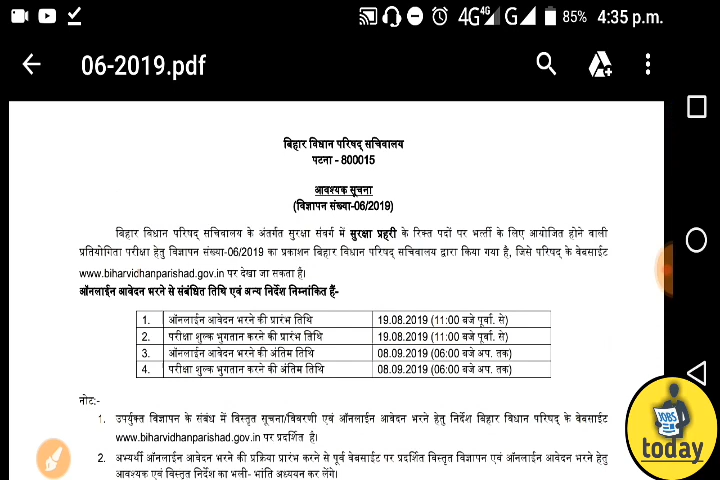 4G 4G G 85% 4:35 p.m.
06-2019.pdf
बिहार विधान परिषद् सचिवालय
पटना - 800015
आवश्यक सूचना
(विज्ञापन संख्या-06/2019)
बिहार विधान परिषद् सचिवालय के अंतर्गत सुरक्षा संवर्ग में सुरक्षा प्रहरी के रिक्त पदों पर भर्ती के लिए आयोजित होने वाली
प्रतियोगिता परीक्षा हेतु विज्ञापन संख्या-06/2019 का प्रकाशन बिहार विधान परिषद् सचिवालय द्वारा किया गया है, जिसे परिषद् के वेबसाईट
www.biharvidhanparishad.gov.in पर देखा जा सकता है।
ऑनलाईन आवेदन भरने से संबंधित तिथि एवं अन्य निर्देश निम्नांकित हैं-
1. ऑनलाईन आवेदन भरने की प्रारंभ तिथि 19.08.2019 (11:00 बजे पूर्वा. से)
2. परीक्षा शुल्क भुगतान करने की प्रारंभ तिथि 19.08.2019 (11:00 बजे पूर्वा. से)
3. ऑनलाईन आवेदन भरने की अंतिम तिथि 08.09.2019 (06:00 बजे अप. तक)
4. परीक्षा शुल्क भुगतान करने की अंतिम तिथि 08.09.2019 (06:00 बजे अप. तक)
नोट:-
1. उपर्युक्त विज्ञापन के संबंध में विस्तृत सूचना/विवरणी एवं ऑनलाईन आवेदन भरने हेतु निर्देश बिहार विधान परिषद् के वेबसाईट
www.biharvidhanparishad.gov.in पर प्रदर्शित है।
2. अभ्यर्थी ऑनलाईन आवेदन भरने की प्रक्रिया प्रारंभ करने से पूर्व वेबसाईट पर प्रदर्शित विस्तृत विज्ञापन एवं ऑनलाईन आवेदन भरने हेतु
आवश्यक एवं विस्तृत निर्देश का भली- भांति अध्ययन कर लेंगे।
JOBS
today